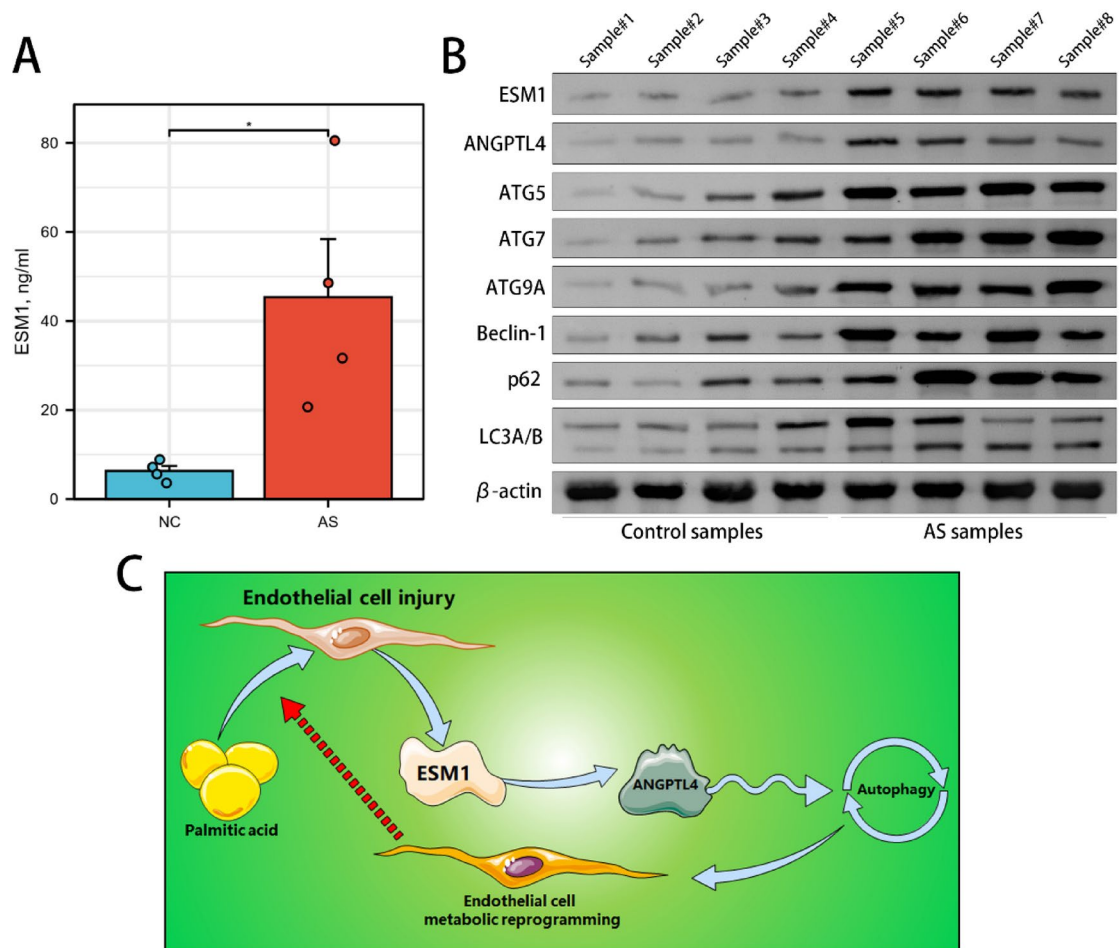 A
ESM1, ng/ml
80
60
40
20
0
*
NC
AS
B
Sample#1
Sample#2
Sample#3
Sample#4
Sample#5
Sample#6
Sample#7
Sample#8
ESM1
ANGPTL4
ATG5
ATG7
ATG9A
Beclin-1
p62
LC3A/B
β-actin
Control samples
AS samples
C
Endothelial cell injury
Palmitic acid
ESM1
ANGPTL4
Autophagy
Endothelial cell
metabolic reprogramming